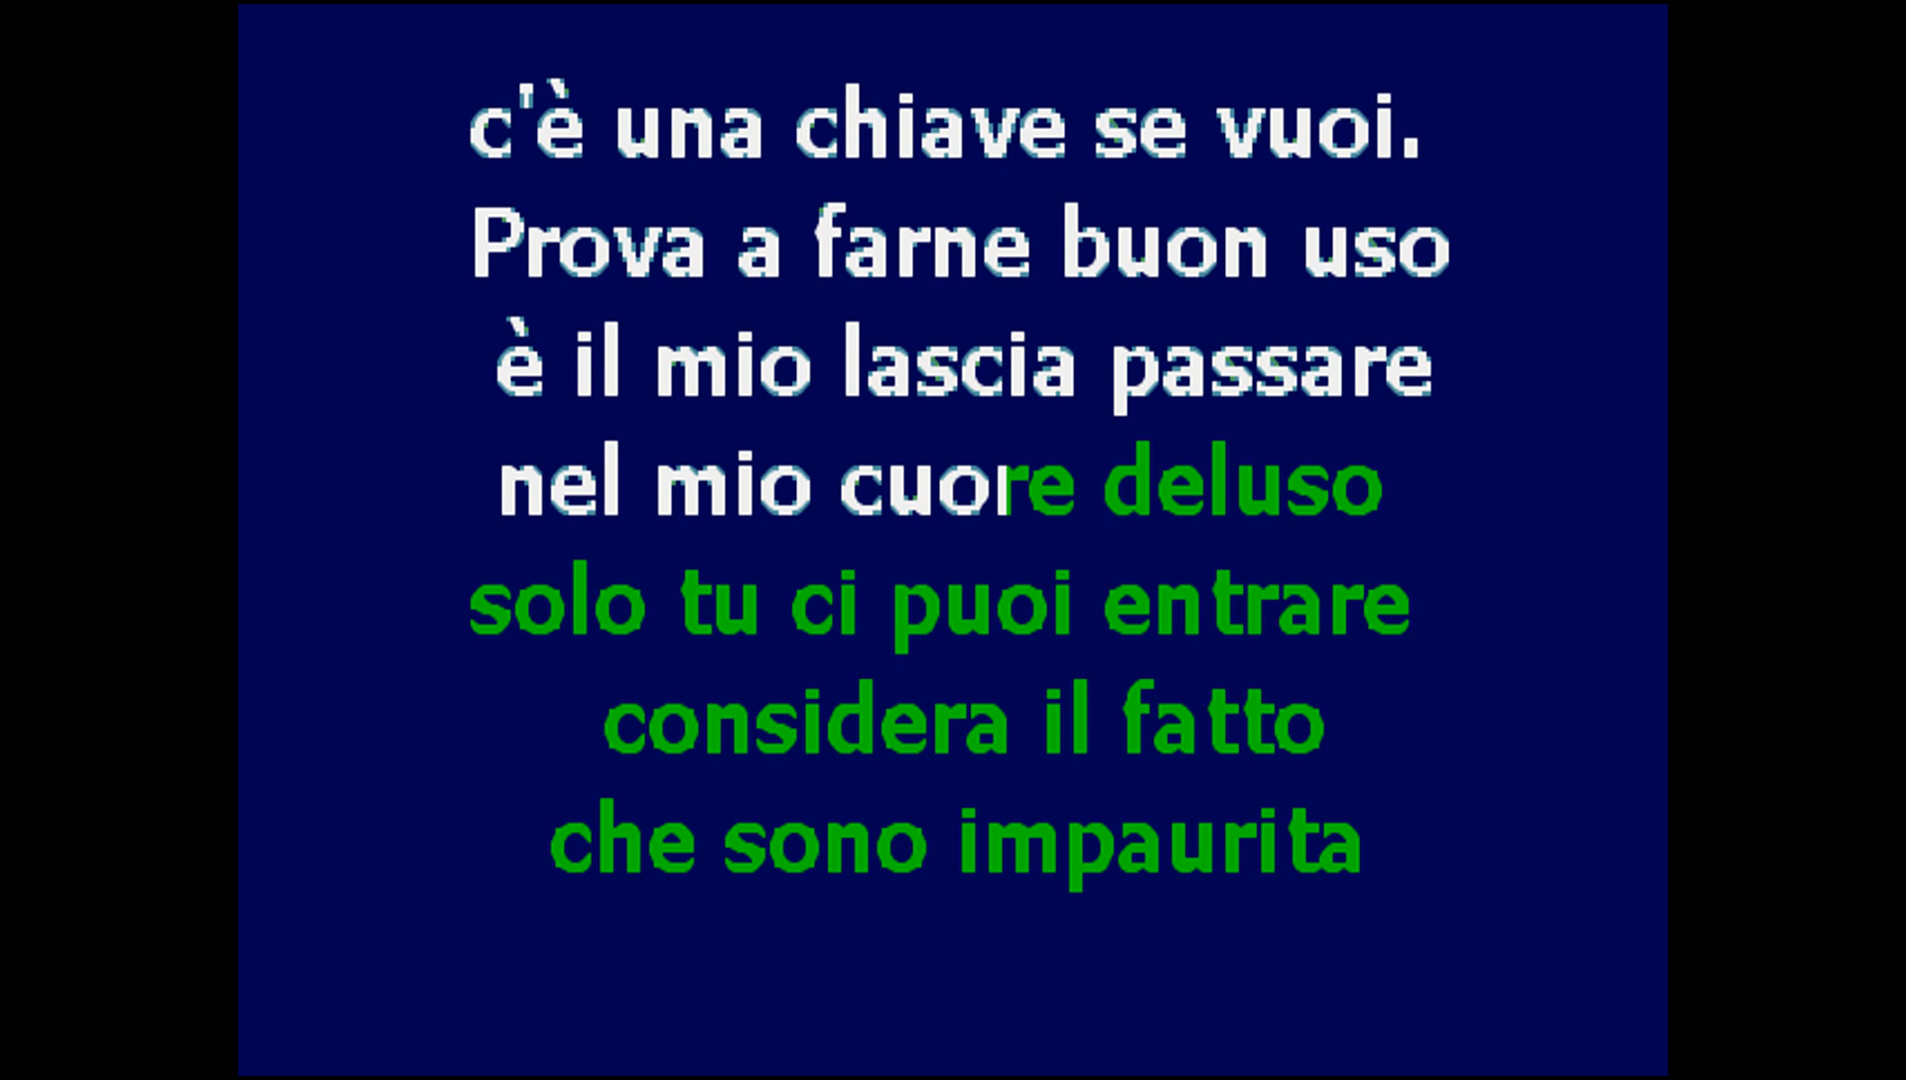 c'è una chiave se vuoi.
Prova a farne buon uso
è il mio lascia passare
nel mio cuore deluso
solo tu ci puoi entrare
considera il fatto
che sono impaurita